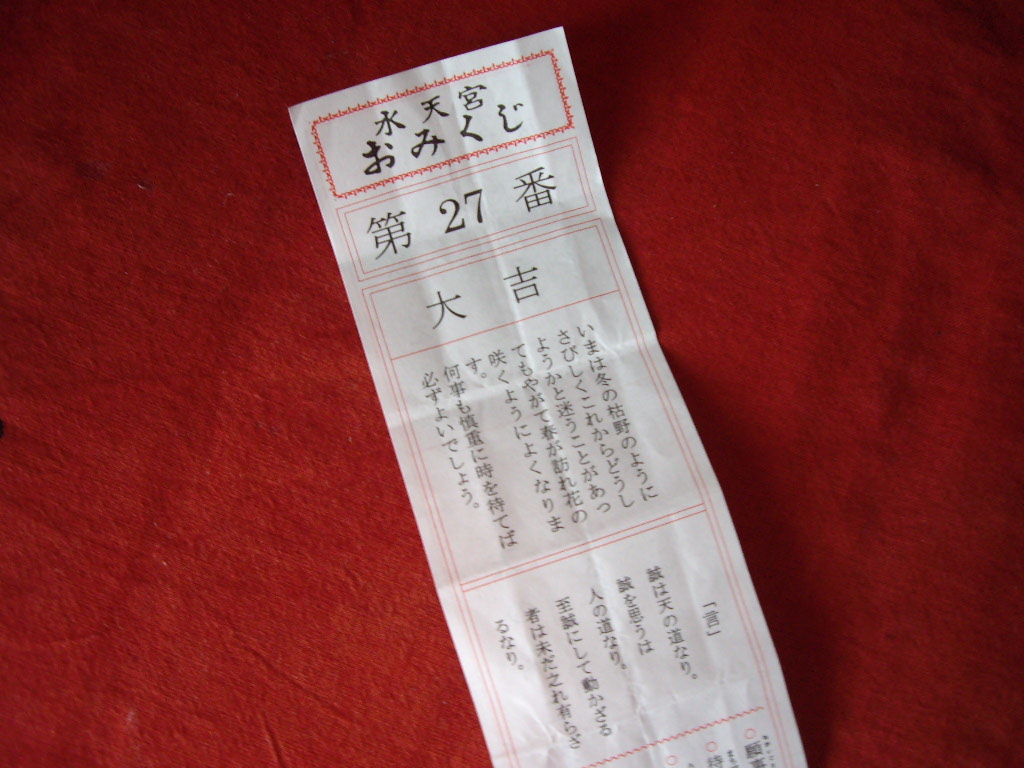 水天宮
おみくじ
第27番
大吉
いまは冬の枯野のように
さびしくこれからどうし
ようかと迷うことがあっ
てもやがて春が訪れ花の
咲くようによくなりま
す。
何事も慎重に時を待てば
必ずよいでしょう。
「言」
誠は天の道なり。
誠を思うは
人の道なり。
至誠にして動かざる
者は未だ之れ有らざ
るなり。
○願事
○待